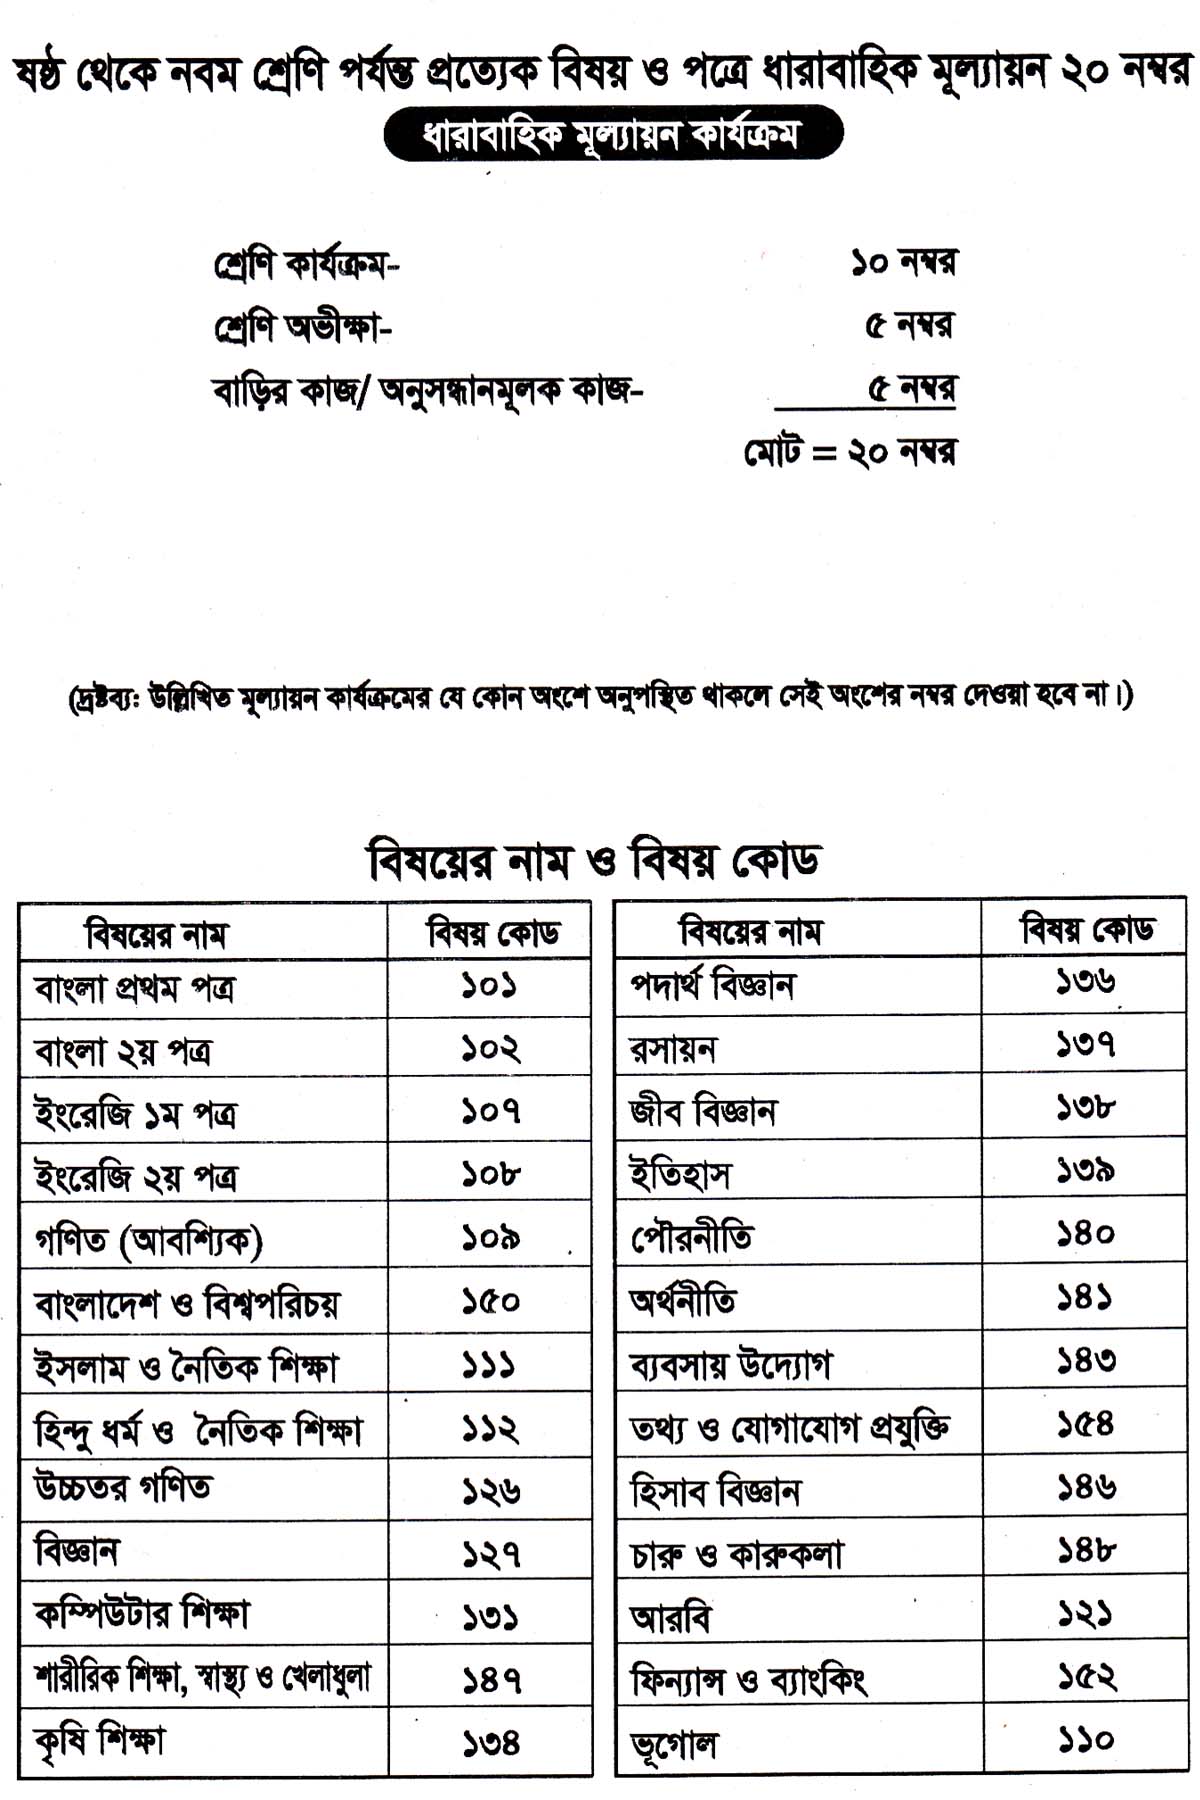 ষষ্ঠ থেকে নবম শ্রেণি পর্যন্ত প্রত্যেক বিষয় ও পত্রে ধারাবাহিক মূল্যায়ন ২০ নম্বর
ধারাবাহিক মূল্যায়ন কার্যক্রম
শ্রেণি কার্যক্রম- ১০ নম্বর
শ্রেণি অভীক্ষা- ৫ নম্বর
বাড়ির কাজ/ অনুসন্ধানমূলক কাজ- ৫ নম্বর
মোট = ২০ নম্বর
(দ্রষ্টব্য: উল্লিখিত মূল্যায়ন কার্যক্রমের যে কোন অংশে অনুপস্থিত থাকলে সেই অংশের নম্বর দেওয়া হবে না।)
বিষয়ের নাম ও বিষয় কোড
বিষয়ের নাম বিষয় কোড বিষয়ের নাম বিষয় কোড
বাংলা প্রথম পত্র ১০১ পদার্থ বিজ্ঞান ১৩৬
বাংলা ২য় পত্র ১০২ রসায়ন ১৩৭
ইংরেজি ১ম পত্র ১০৭ জীব বিজ্ঞান ১৩৮
ইংরেজি ২য় পত্র ১০৮ ইতিহাস ১৩৯
গণিত (আবশ্যিক) ১০৯ পৌরনীতি ১৪০
বাংলাদেশ ও বিশ্বপরিচয় ১৫০ অর্থনীতি ১৪১
ইসলাম ও নৈতিক শিক্ষা ১১১ ব্যবসায় উদ্যোগ ১৪৩
হিন্দু ধর্ম ও নৈতিক শিক্ষা ১১২ তথ্য ও যোগাযোগ প্রযুক্তি ১৫৪
উচ্চতর গণিত ১২৬ হিসাব বিজ্ঞান ১৪৬
বিজ্ঞান ১২৭ চারু ও কারুকলা ১৪৮
কম্পিউটার শিক্ষা ১৩১ আরবি ১২১
শারীরিক শিক্ষা, স্বাস্থ্য ও খেলাধুলা ১৪৭ ফিন্যান্স ও ব্যাংকিং ১৫২
কৃষি শিক্ষা ১৩৪ ভূগোল ১১০